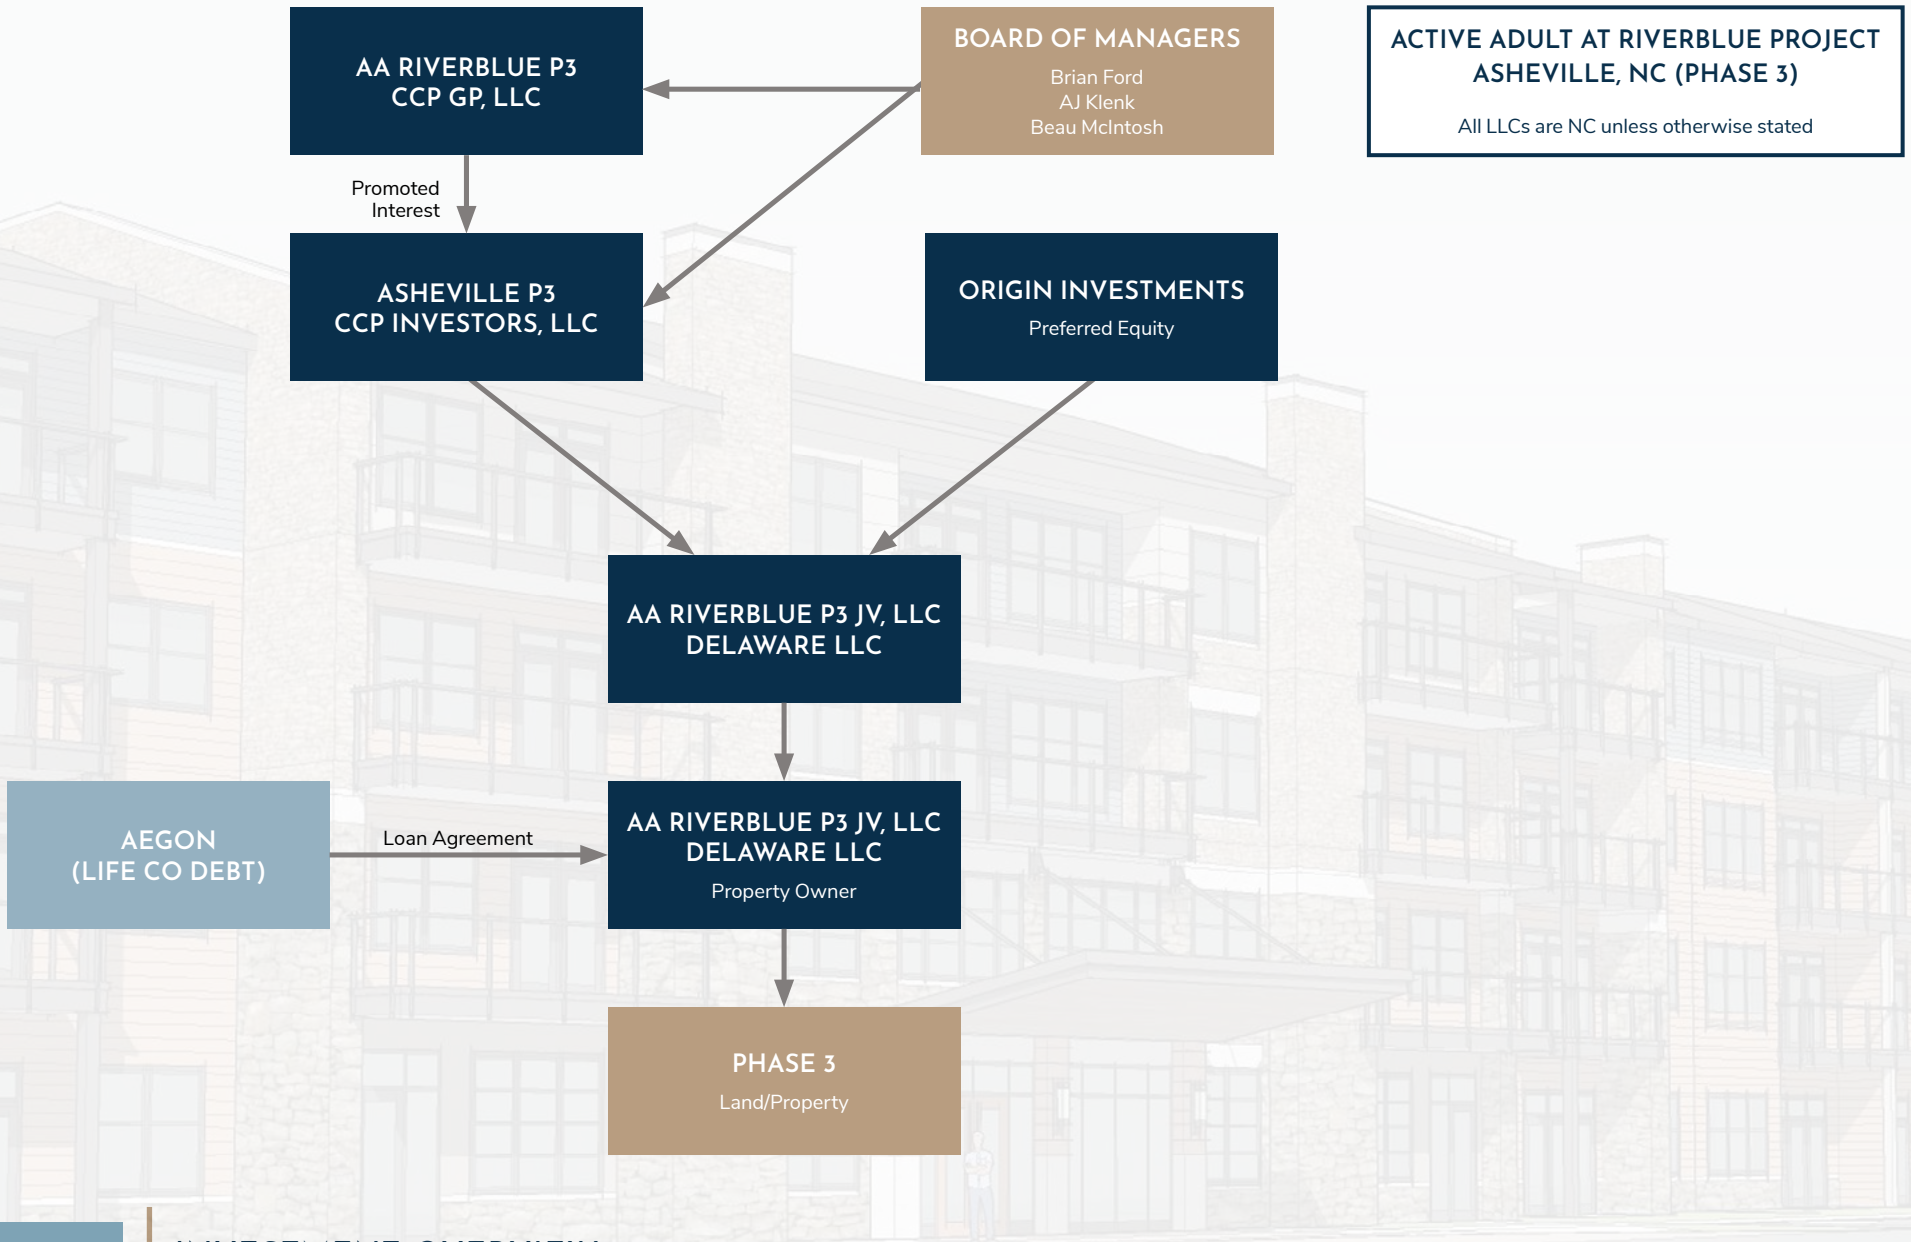 AA RIVERBLUE P3
CCP GP, LLC
BOARD OF MANAGERS
Brian Ford
AJ Klenk
Beau McIntosh
ACTIVE ADULT AT RIVERBLUE PROJECT
ASHEVILLE, NC (PHASE 3)
All LLCs are NC unless otherwise stated
Promoted
Interest
ASHEVILLE P3
CCP INVESTORS, LLC
ORIGIN INVESTMENTS
Preferred Equity
AA RIVERBLUE P3 JV, LLC
DELAWARE LLC
AEGON
(LIFE CO DEBT)
Loan Agreement
AA RIVERBLUE P3 JV, LLC
DELAWARE LLC
Property Owner
PHASE 3
Land/Property